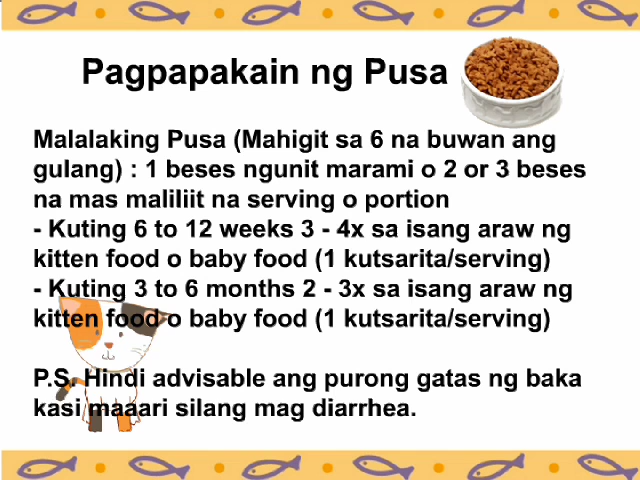 Pagpapakain ng Pusa
Malalaking Pusa (Mahigit sa 6 na buwan ang
gulang) : 1 beses ngunit marami o 2 or 3 beses
na mas maliliit na serving o portion
- Kuting 6 to 12 weeks 3 - 4x sa isang araw ng
kitten food o baby food (1 kutsarita/serving)
- Kuting 3 to 6 months 2 - 3x sa isang araw ng
kitten food o baby food (1 kutsarita/serving)
P.S. Hindi advisable ang purong gatas ng baka
kasi maaari silang mag diarrhea.